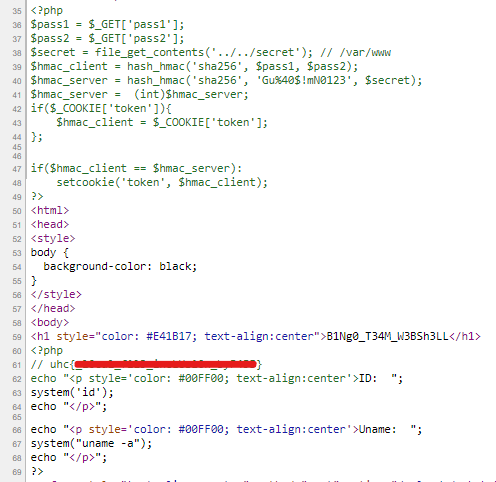 35 <?php
36 $pass1 = $_GET['pass1'];
37 $pass2 = $_GET['pass2'];
38 $secret = file_get_contents('../../secret'); // /var/www
39 $hmac_client = hash_hmac('sha256', $pass1, $pass2);
40 $hmac_server = hash_hmac('sha256', 'Gu%40$!mN0123', $secret);
41 $hmac_server =  (int)$hmac_server;
42 if($_COOKIE['token']){
43     $hmac_client = $_COOKIE['token'];
44 };
45
46
47 if($hmac_client == $hmac_server):
48     setcookie('token', $hmac_client);
49 ?>
50 <html>
51 <head>
52 <style>
53 body {
54   background-color: black;
55 }
56 </style>
57 </head>
58 <body>
59 <h1 style="color: #E41B17; text-align:center">B1Ng0_T34M_W3BSh3LL</h1>
60 <?php
61 // uhc{}
62 echo "<p style='color: #00FF00; text-align:center'>ID:  ";
63 system('id');
64 echo "</p>";
65
66 echo "<p style='color: #00FF00; text-align:center'>Uname:  ";
67 system("uname -a");
68 echo "</p>";
69 ?>